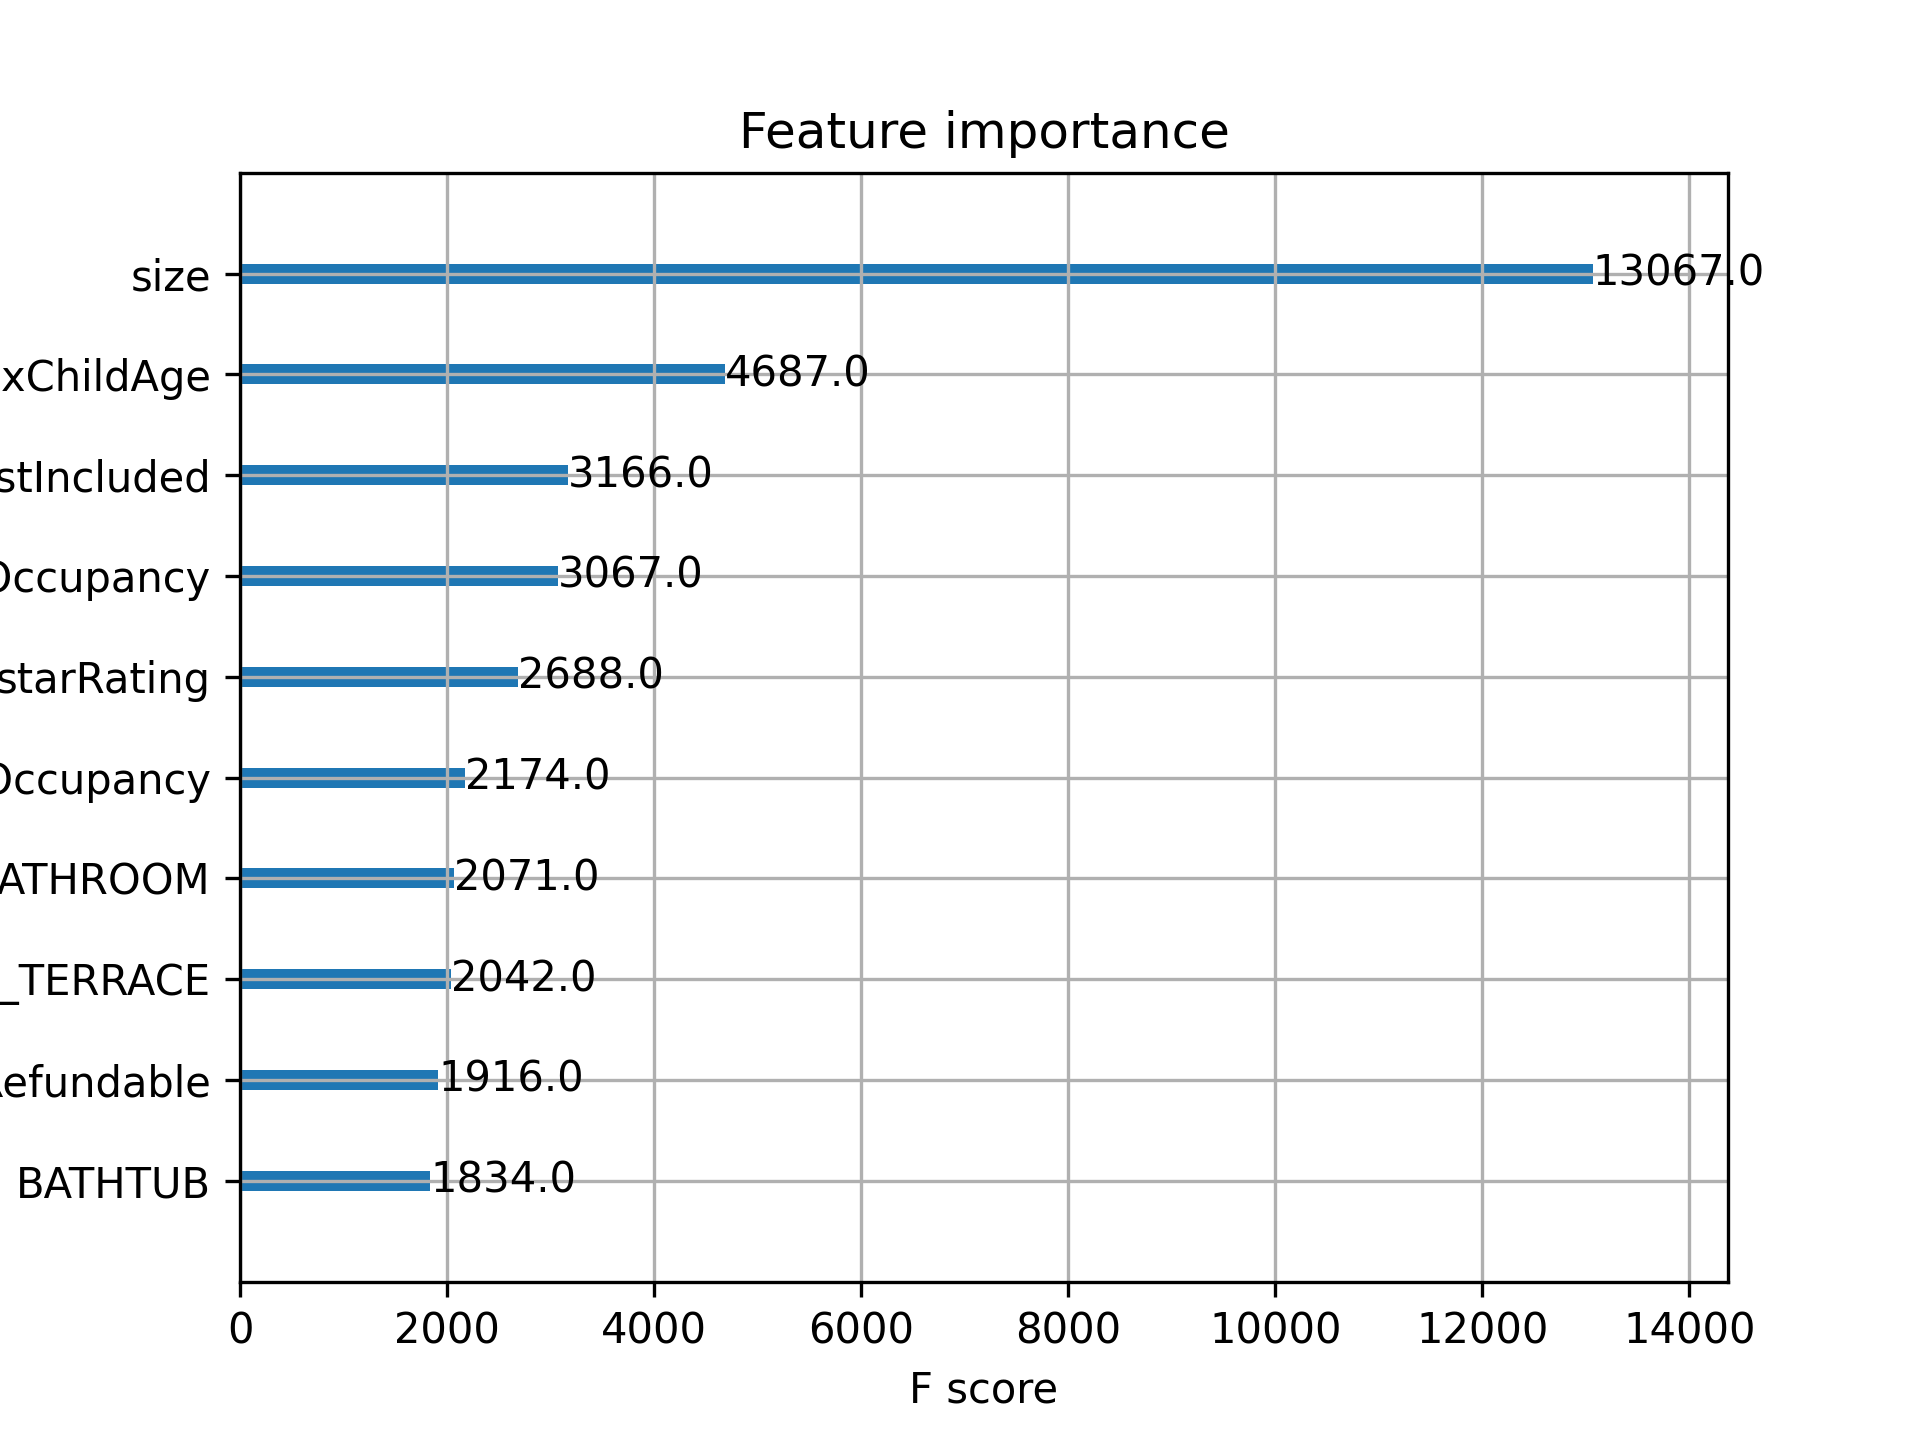 Feature importance
size 13067.0
xChildAge 4687.0
stIncluded 3166.0
Occupancy 3067.0
starRating 2688.0
Occupancy 2174.0
ATHROOM 2071.0
_TERRACE 2042.0
Refundable 1916.0
BATHTUB 1834.0
0 2000 4000 6000 8000 10000 12000 14000
F score